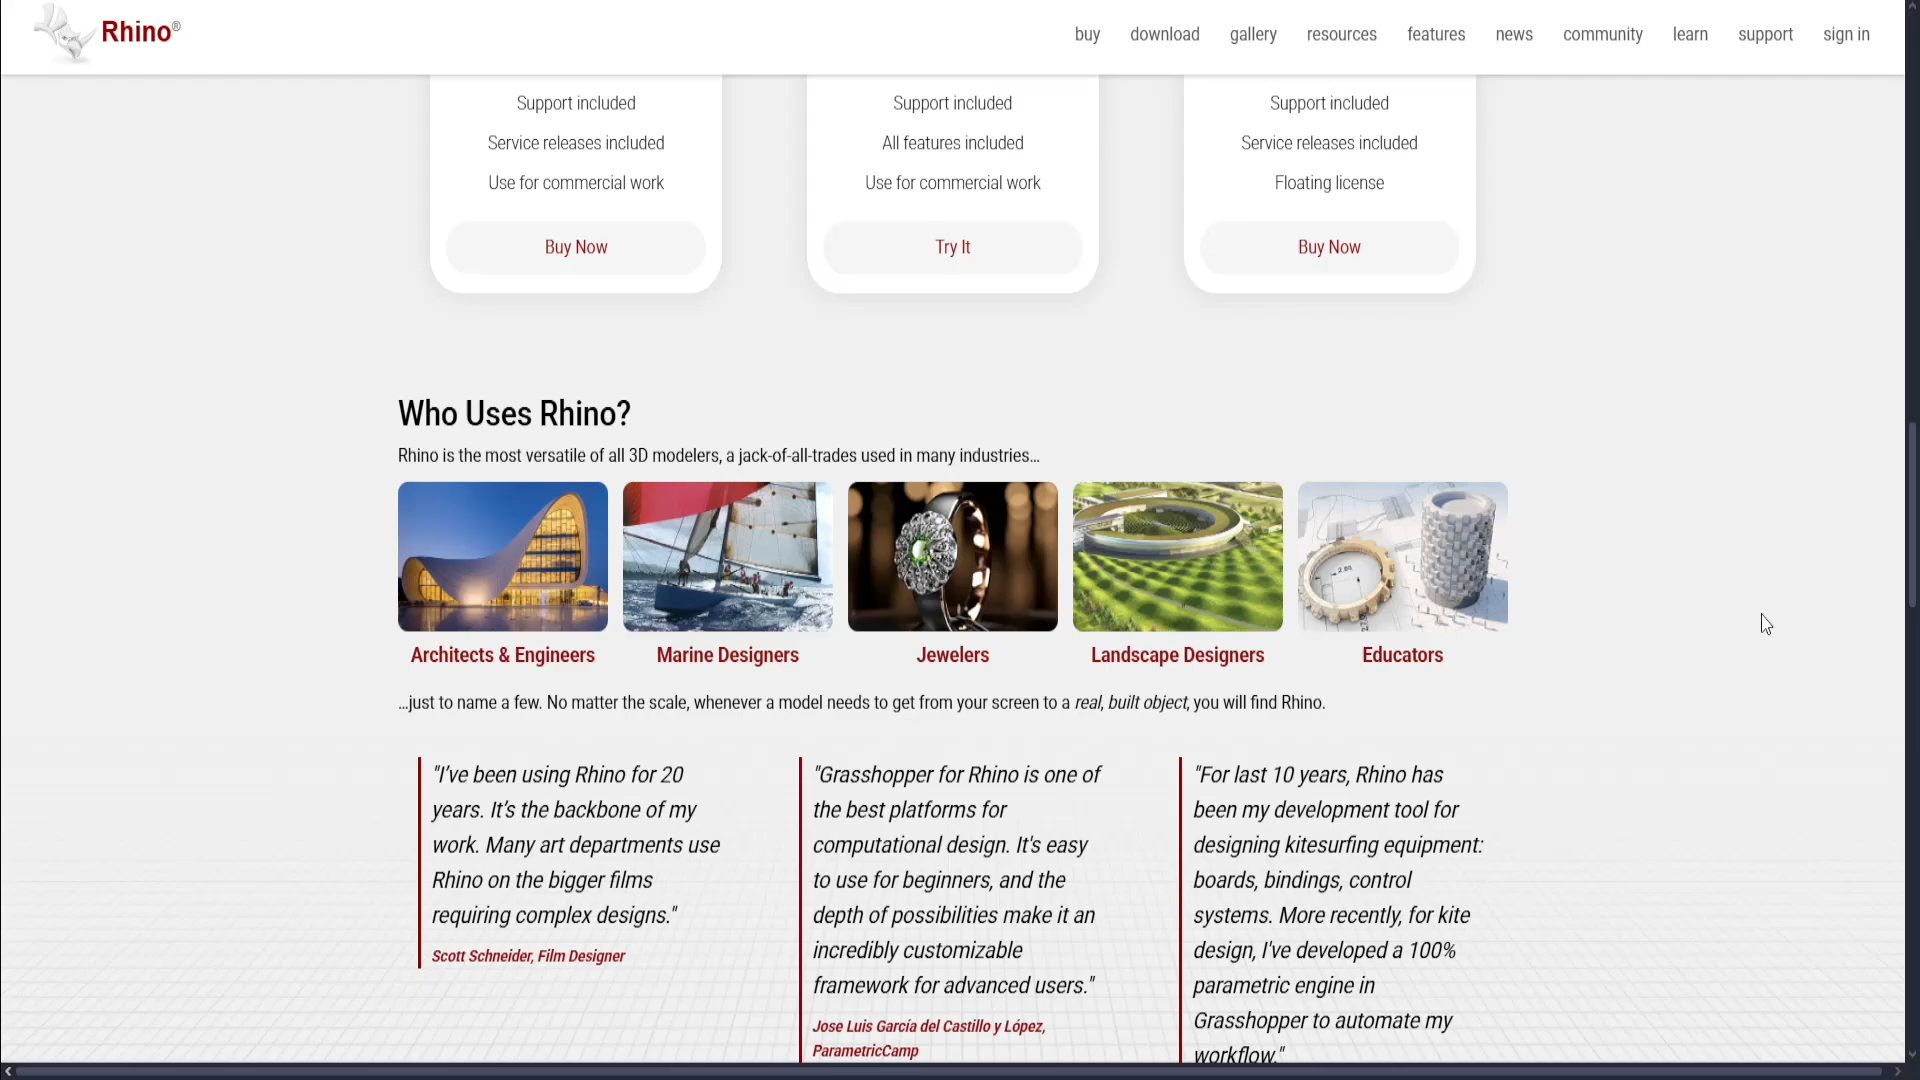 Rhino®
buy download gallery resources features news community learn support sign in
Support included
Service releases included
Use for commercial work
Buy Now
Support included
All features included
Use for commercial work
Try It
Support included
Service releases included
Floating license
Buy Now
Who Uses Rhino?
Rhino is the most versatile of all 3D modelers, a jack-of-all-trades used in many industries...
Architects & Engineers
Marine Designers
Jewelers
Landscape Designers
Educators
...just to name a few. No matter the scale, whenever a model needs to get from your screen to a real, built object, you will find Rhino.
"I’ve been using Rhino for 20
years. It’s the backbone of my
work. Many art departments use
Rhino on the bigger films
requiring complex designs."
Scott Schneider, Film Designer
"Grasshopper for Rhino is one of
the best platforms for
computational design. It's easy
to use for beginners, and the
depth of possibilities make it an
incredibly customizable
framework for advanced users."
Jose Luis García del Castillo y López,
ParametricCamp
"For last 10 years, Rhino has
been my development tool for
designing kitesurfing equipment:
boards, bindings, control
systems. More recently, for kite
design, I've developed a 100%
parametric engine in
Grasshopper to automate my
workflow."